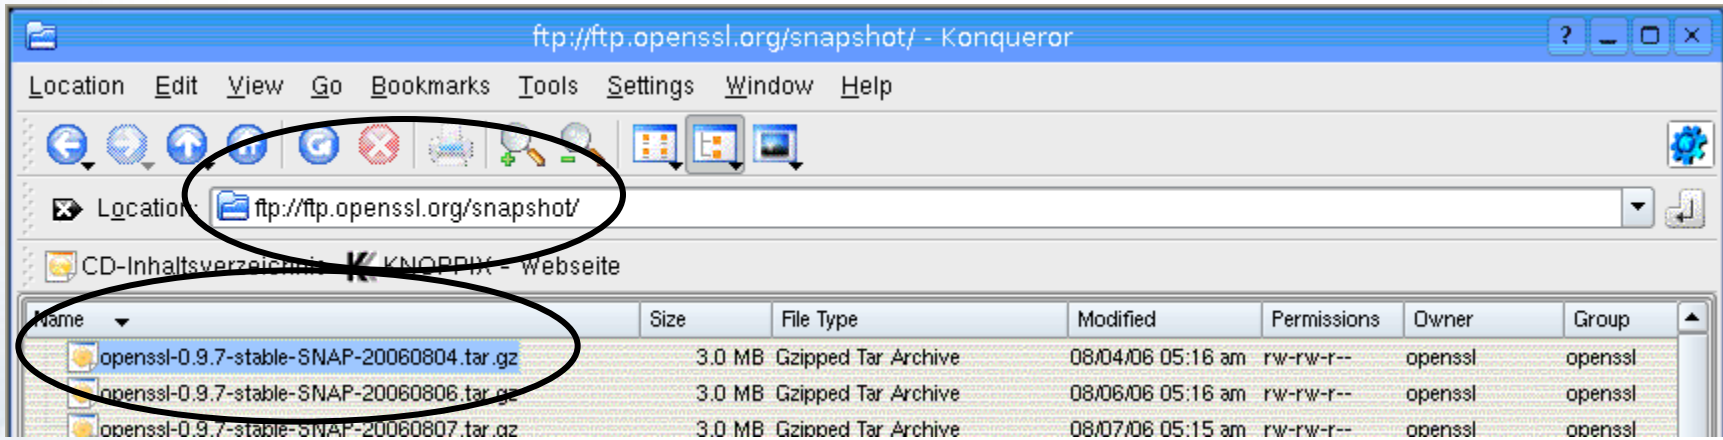 ftp://ftp.openssl.org/snapshot/ - Konqueror
Location Edit View Go Bookmarks Tools Settings Window Help
Location: ftp://ftp.openssl.org/snapshot/
CD-Inhaltsverzeichnis KNOPPIX - Webseite
Name Size File Type Modified Permissions Owner Group
openssl-0.9.7-stable-SNAP-20060804.tar.gz 3.0 MB Gzipped Tar Archive 08/04/06 05:16 am rw-rw-r-- openssl openssl
openssl-0.9.7-stable-SNAP-20060806.tar.gz 3.0 MB Gzipped Tar Archive 08/06/06 05:16 am rw-rw-r-- openssl openssl
openssl-0.9.7-stable-SNAP-20060807.tar.gz 3.0 MB Gzipped Tar Archive 08/07/06 05:15 am rw-rw-r-- openssl openssl